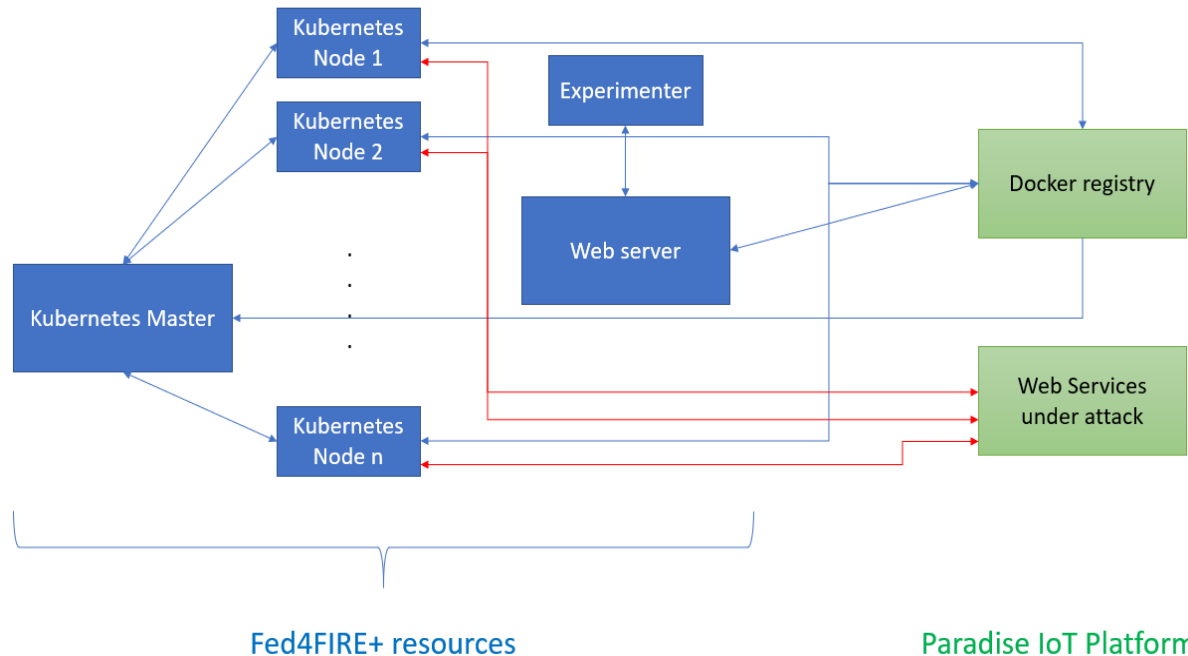 Kubernetes
Node 1
Experimenter
Kubernetes
Node 2
Docker registry
Web server
Kubernetes Master
Web Services
under attack
Kubernetes
Node n
Fed4FIRE+ resources
Paradise IoT Platform